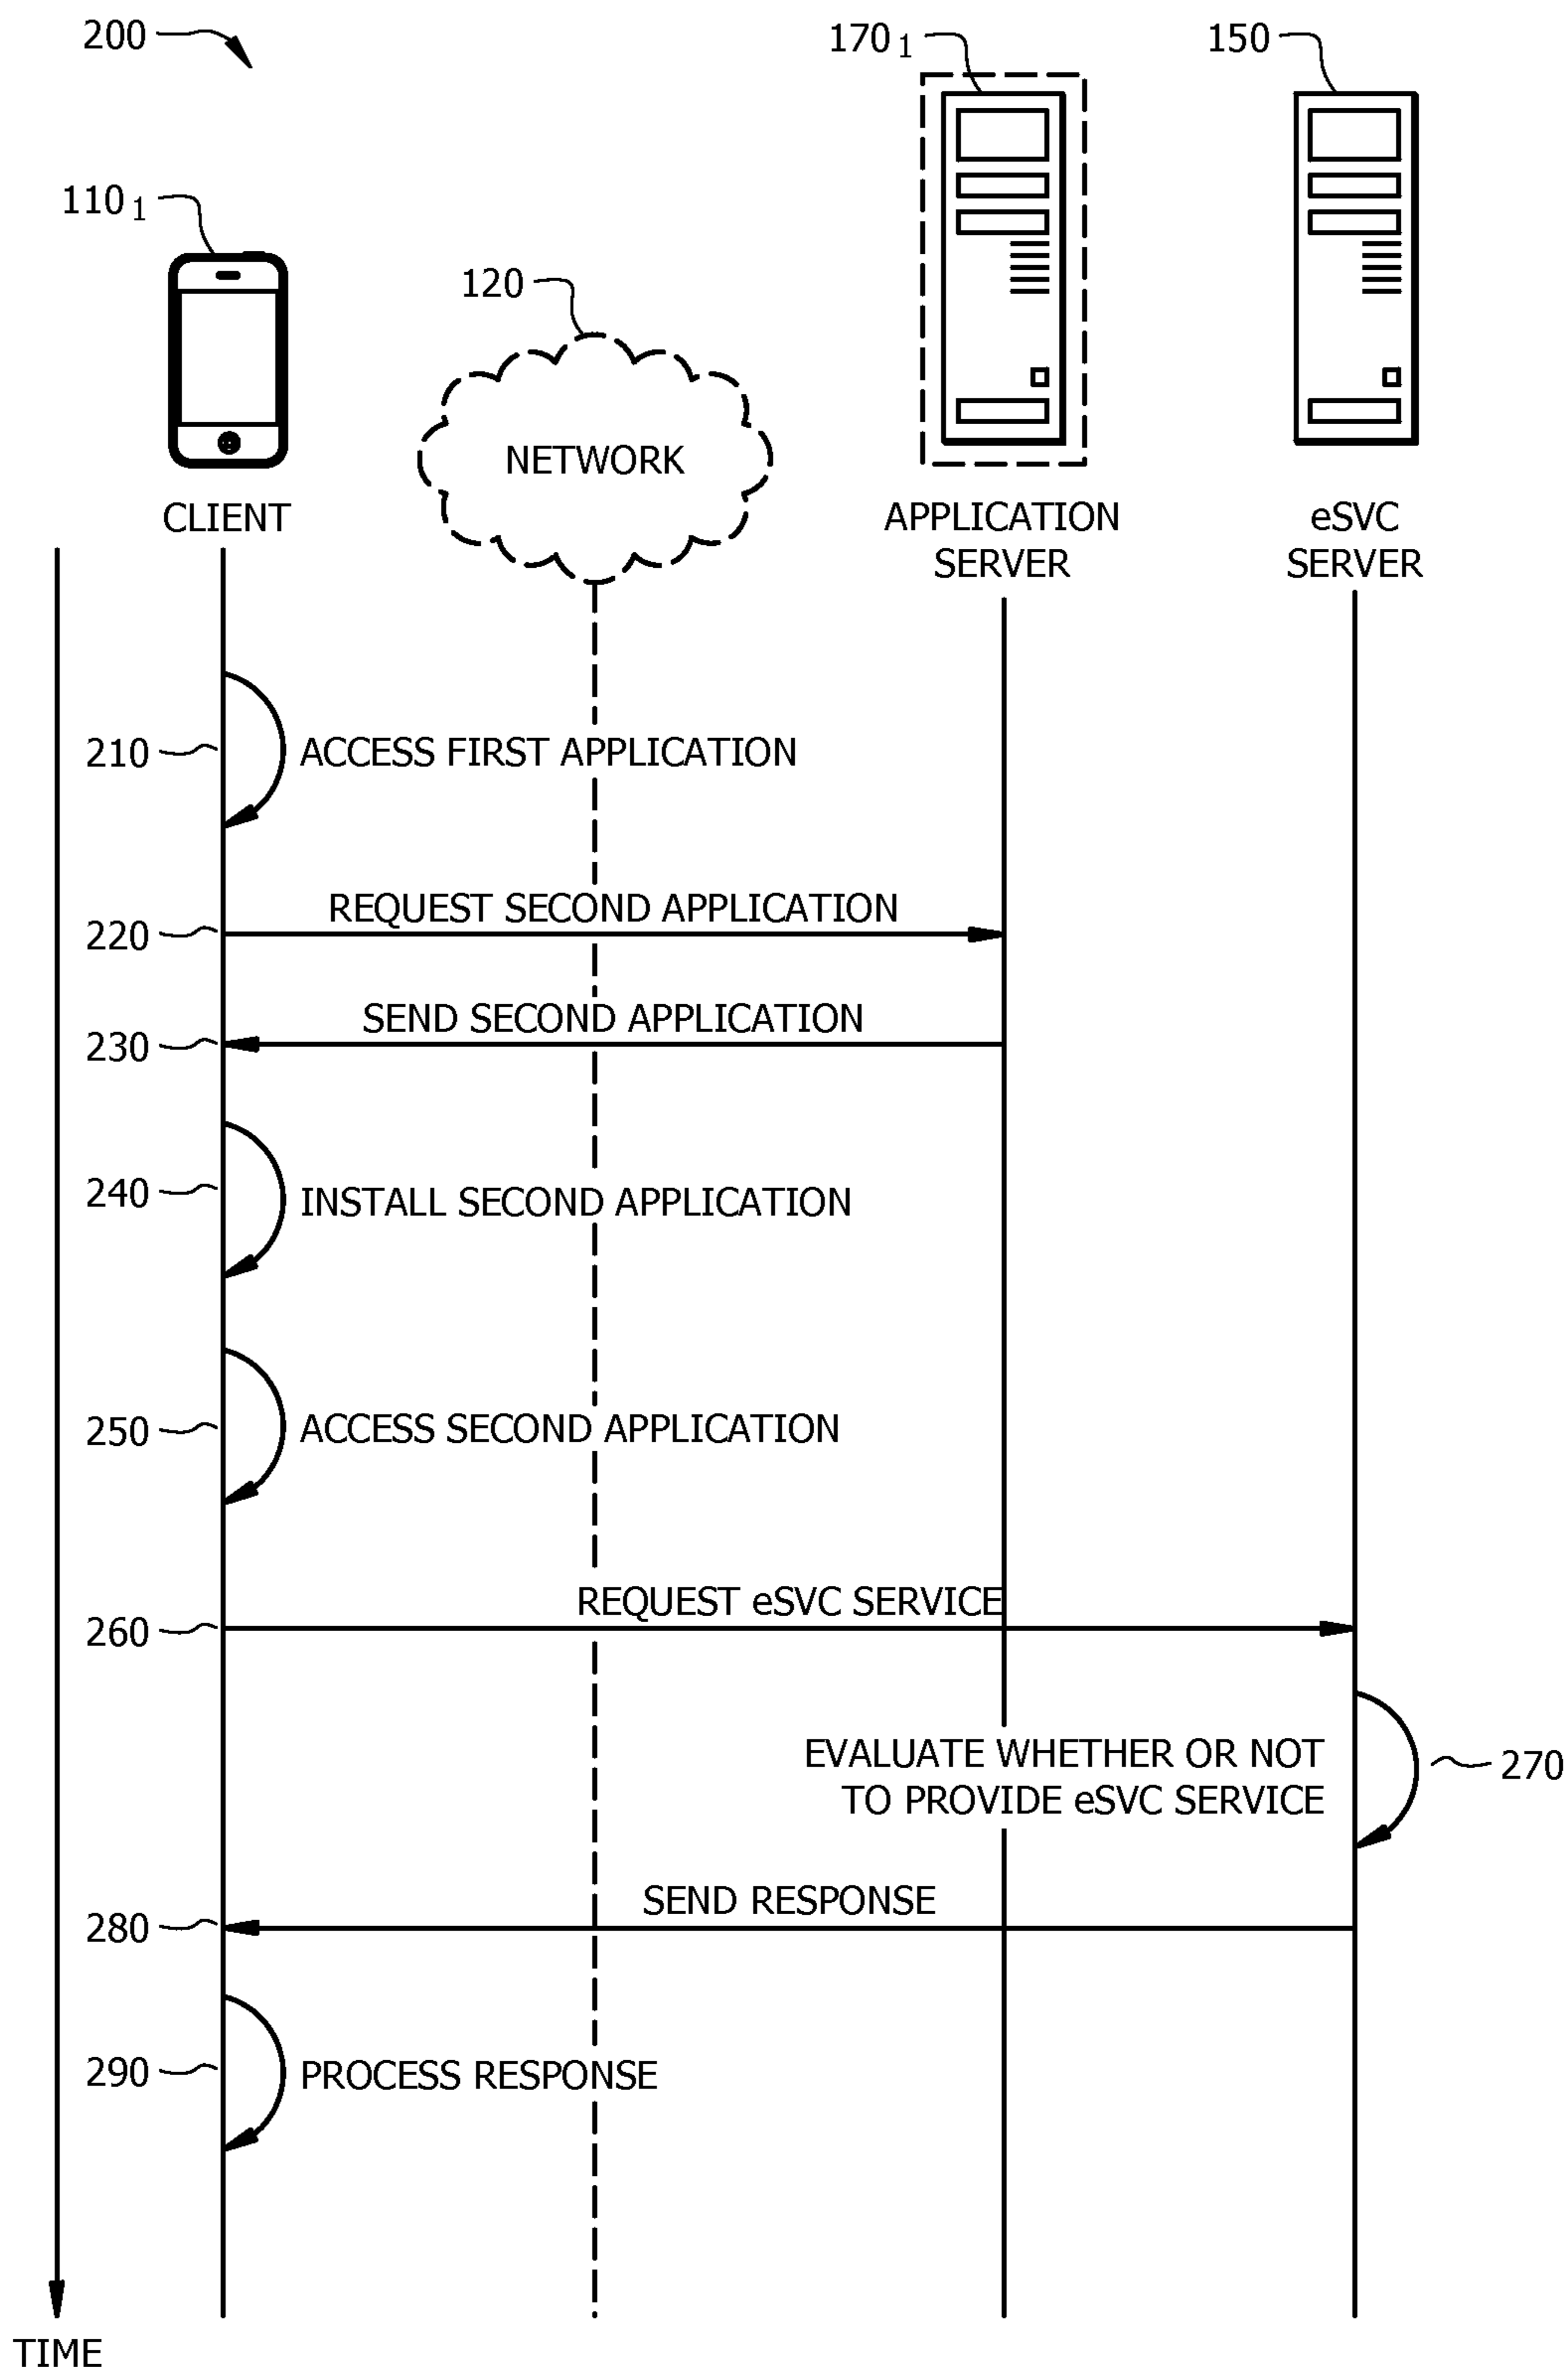 200
170 1
150
110 1
120
NETWORK
CLIENT
APPLICATION
SERVER
eSVC
SERVER
210
ACCESS FIRST APPLICATION
REQUEST SECOND APPLICATION
220
SEND SECOND APPLICATION
230
240
INSTALL SECOND APPLICATION
250
ACCESS SECOND APPLICATION
REQUEST eSVC SERVICE
260
EVALUATE WHETHER OR NOT
TO PROVIDE eSVC SERVICE
270
SEND RESPONSE
280
290
PROCESS RESPONSE
TIME